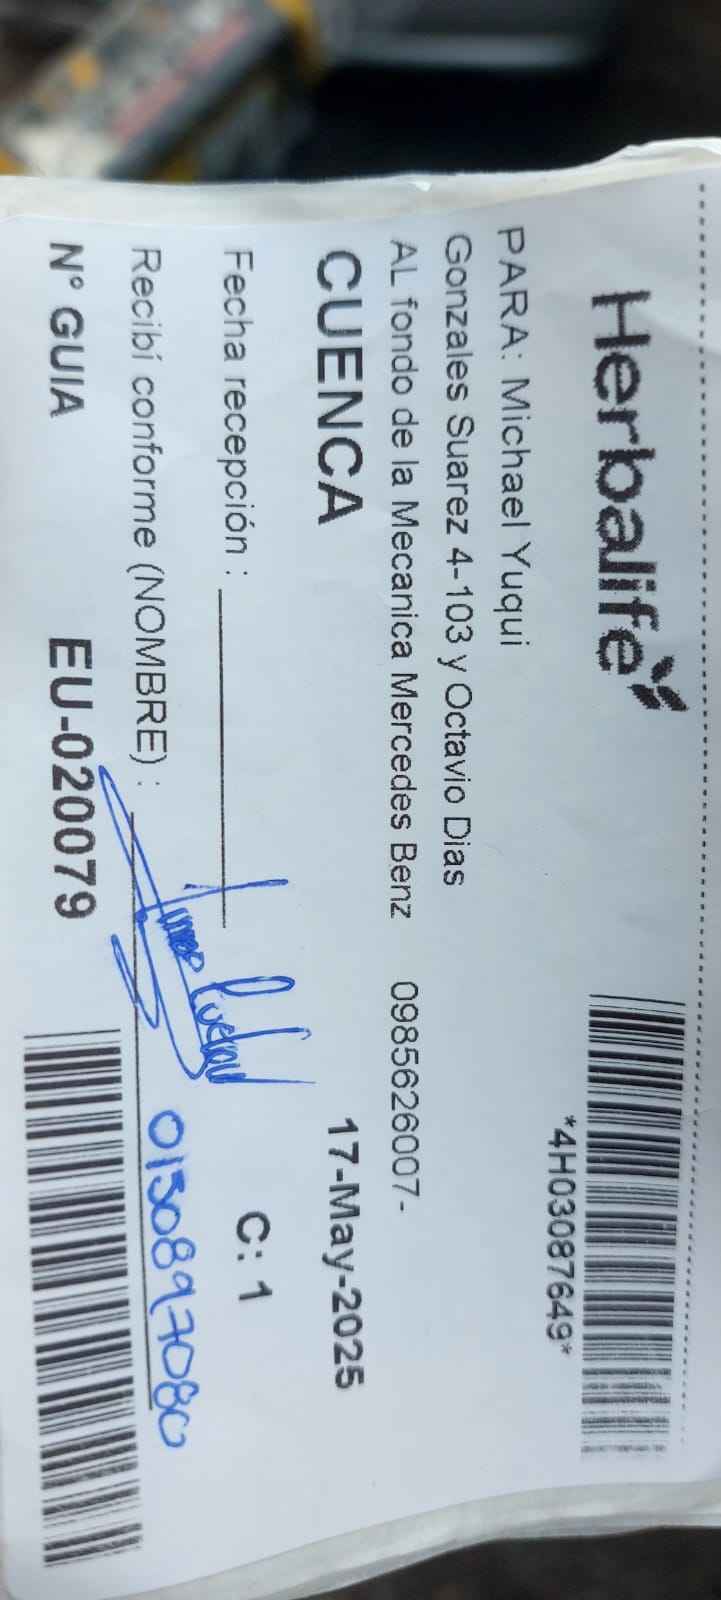 Herbalife
*4H03087649*
PARA: Michael Yuqui
Gonzales Suarez 4-103 y Octavio Dias
AL fondo de la Mecanica Mercedes Benz 0985626007-
CUENCA 17-May-2025
Fecha recepción : C: 1
Recibí conforme (NOMBRE) : 0150897080
N° GUIA EU-020079